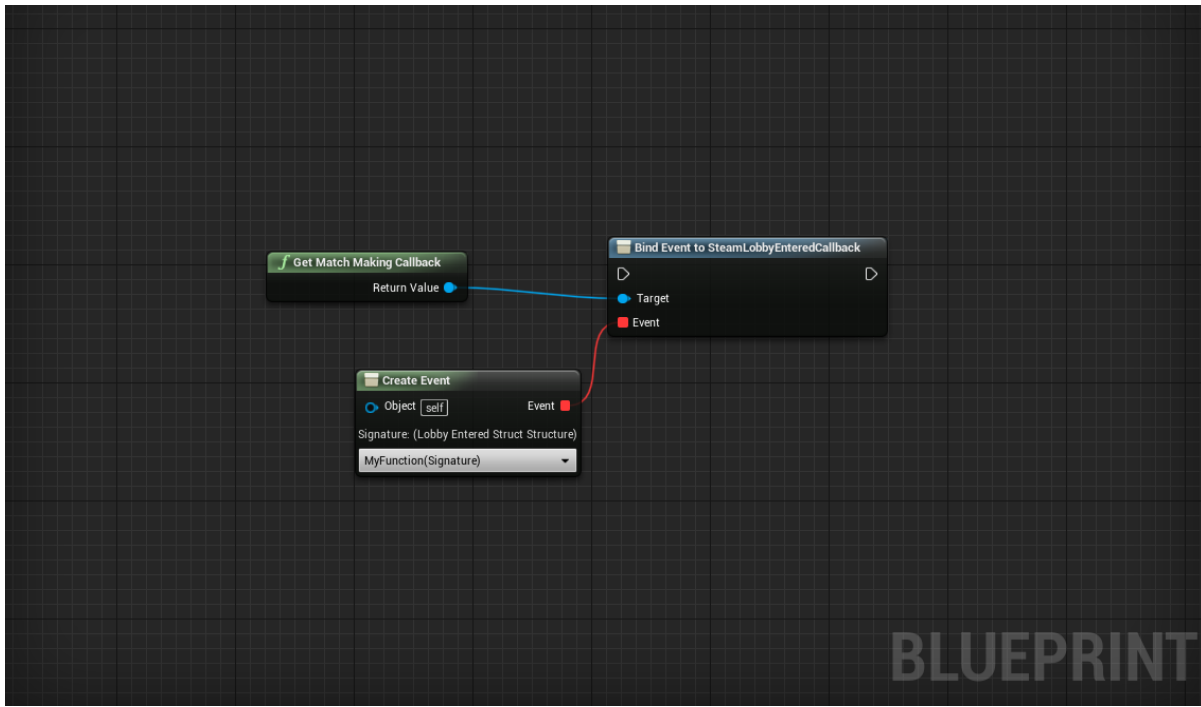 Get Match Making Callback
Return Value
Bind Event to SteamLobbyEnteredCallback
Target
Event
Create Event
Object self Event
Signature: (Lobby Entered Struct Structure)
MyFunction(Signature)
BLUEPRINT